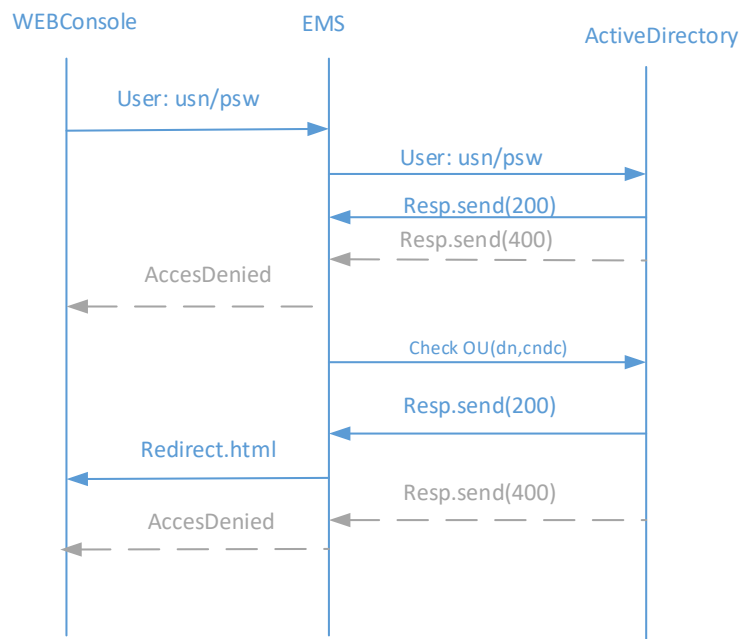 WEBConsole
EMS
ActiveDirectory
User: usn/psw
User: usn/psw
Resp.send(200)
Resp.send(400)
AccesDenied
Check OU(dn,cndc)
Resp.send(200)
Redirect.html
Resp.send(400)
AccesDenied